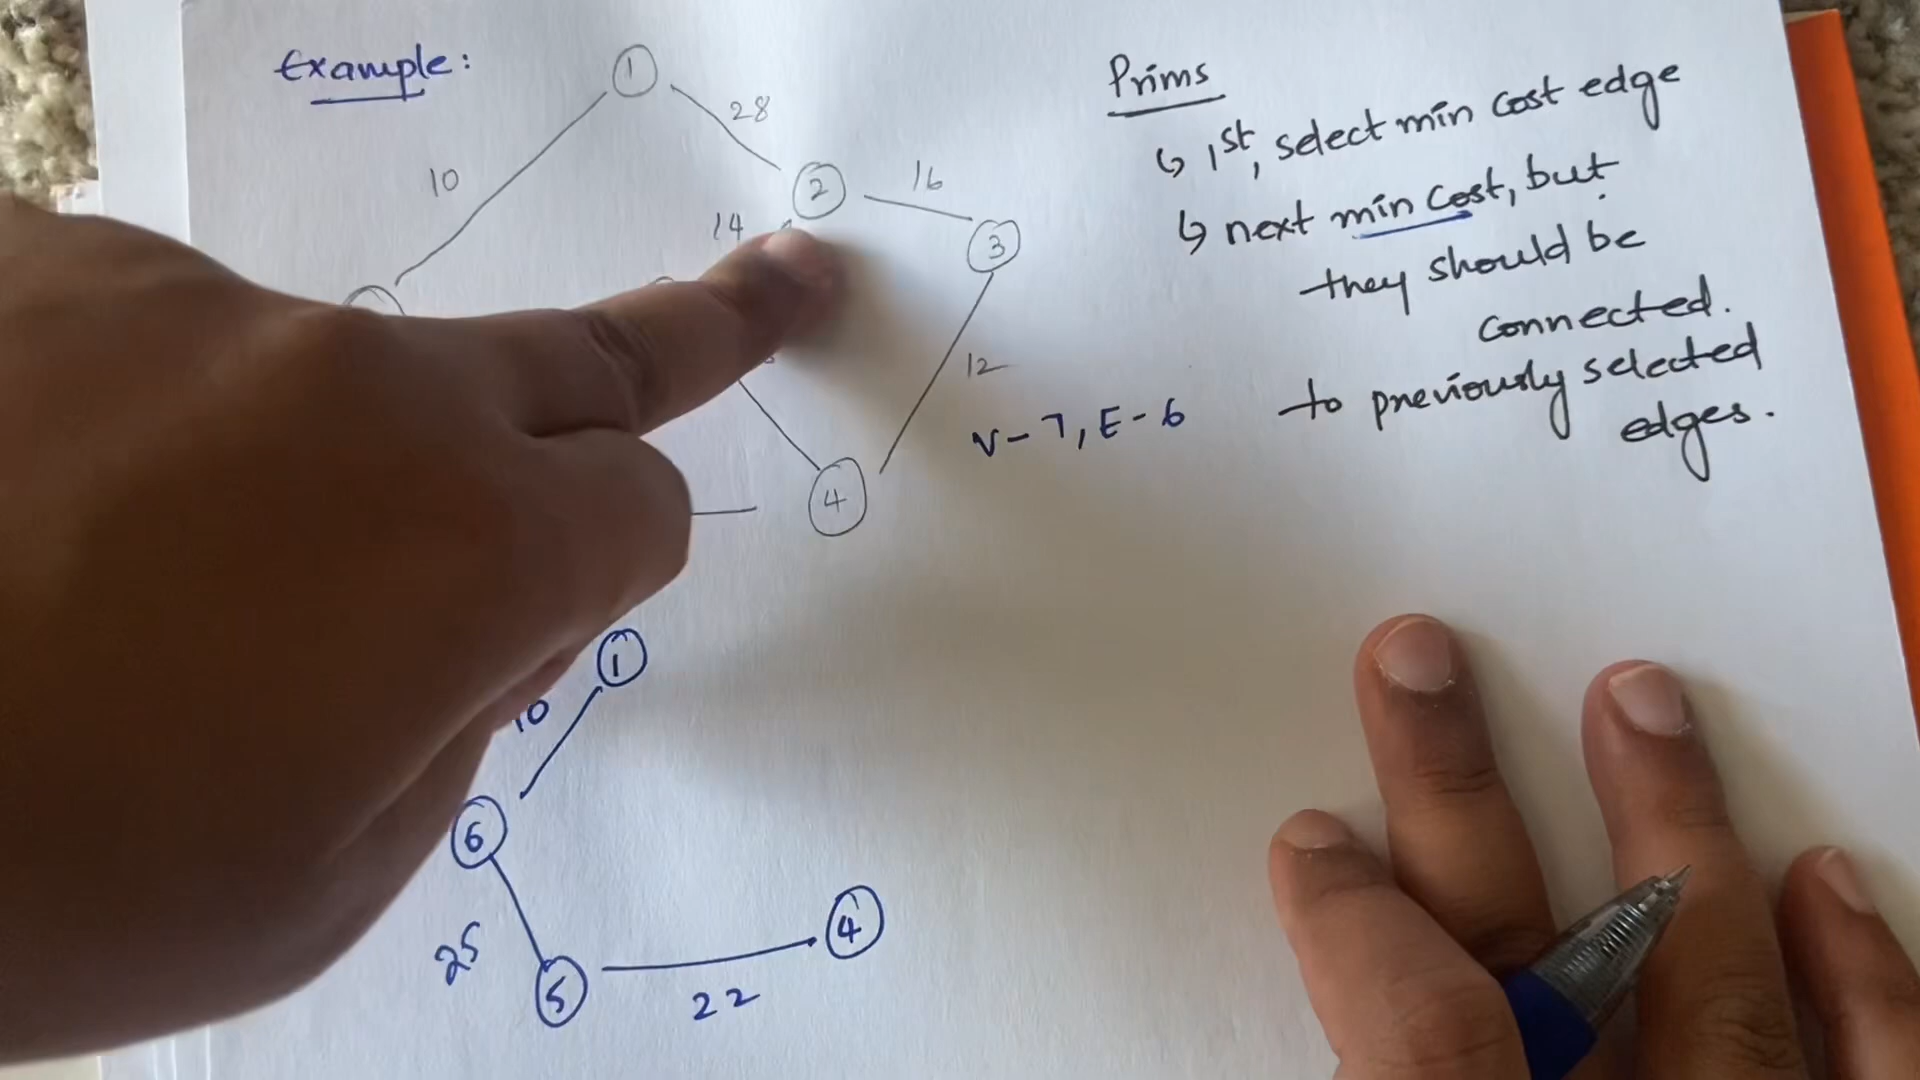 Example:
1
28
10
2
16
14
3
12
4
V-7, E-6
Prims
↳ 1st, select min cost edge
↳ next min cost, but
they should be
connected.
to previously selected
edges.
1
10
6
25
5
22
4